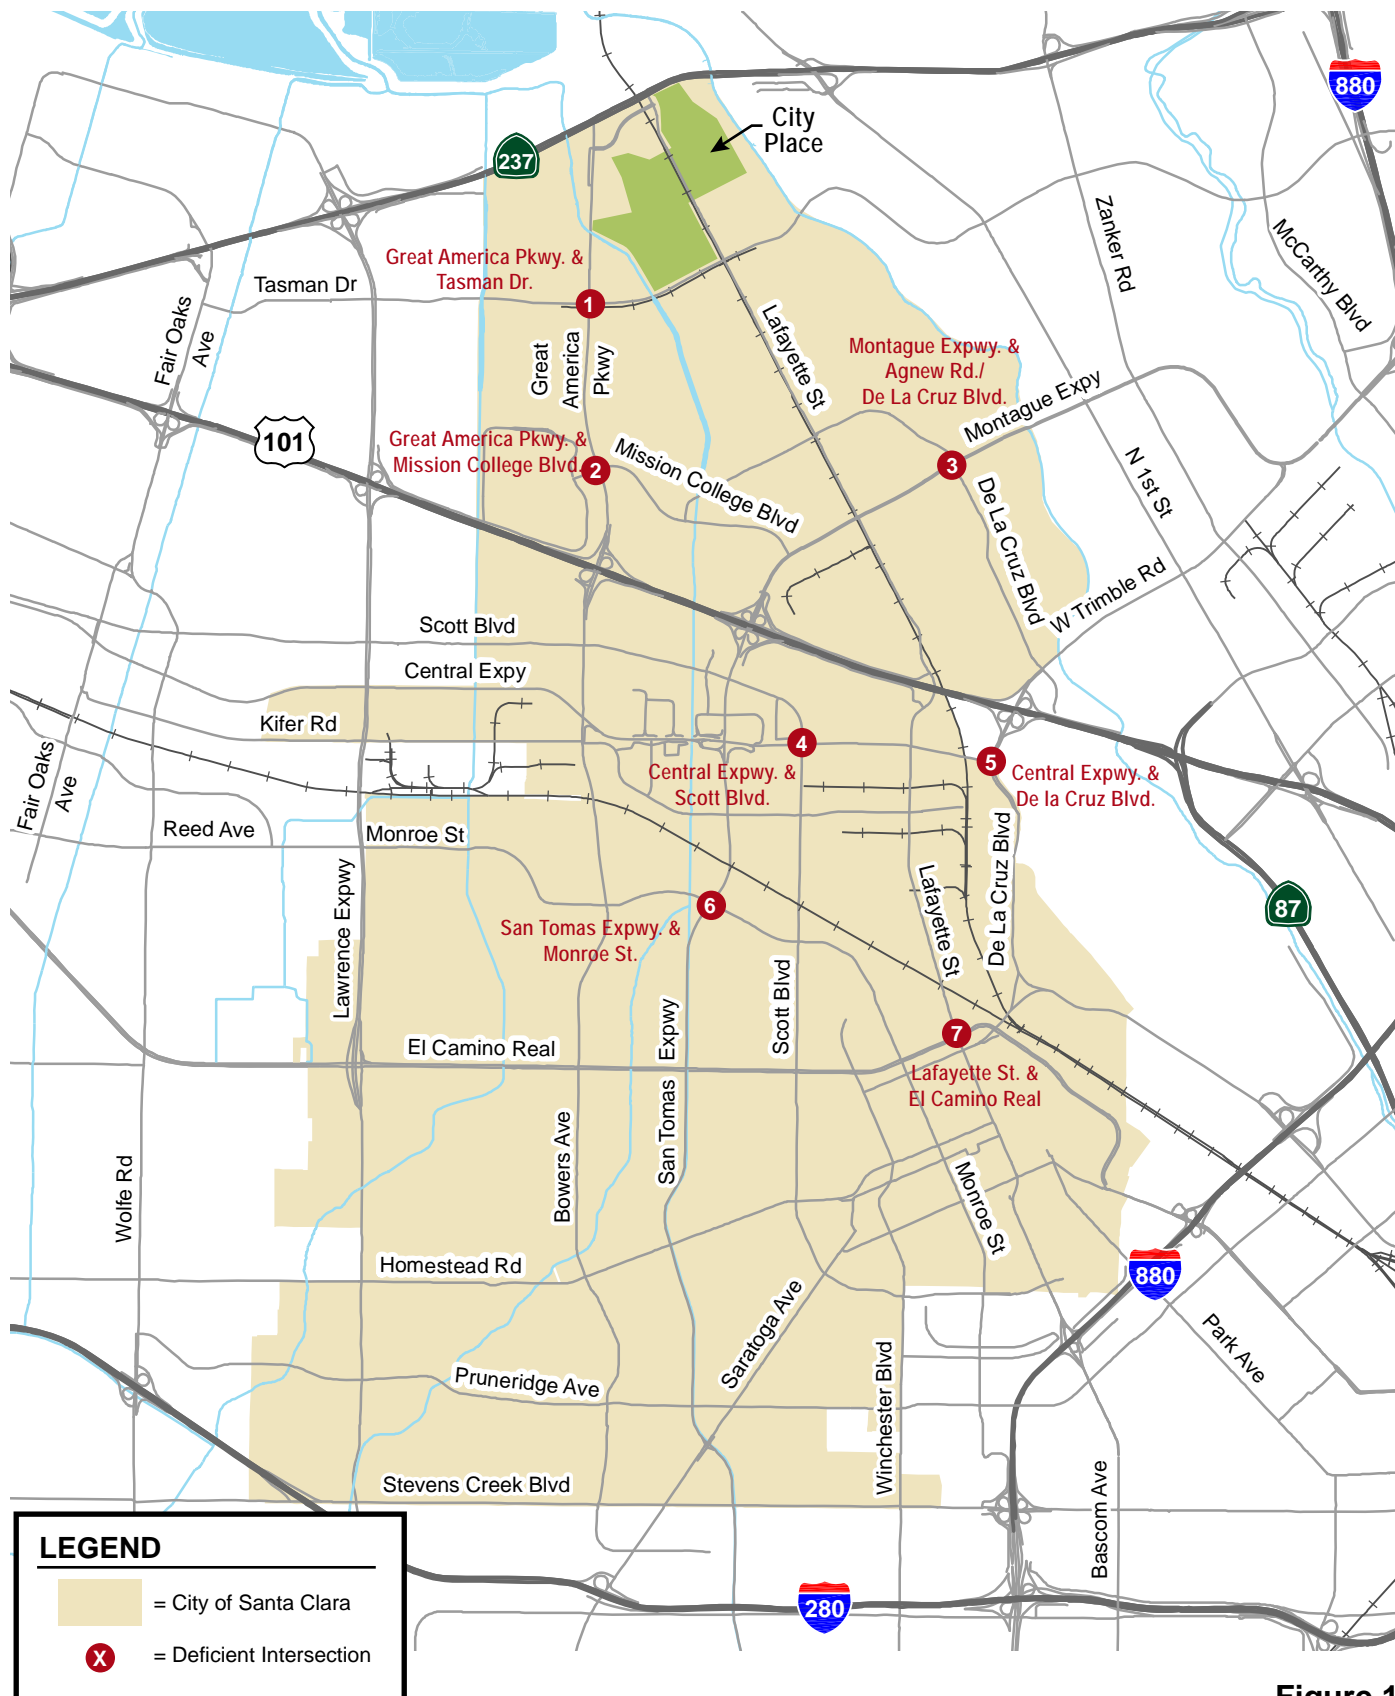 880
City
Place
237
Zanker Rd
McCarthy Blvd
Great America Pkwy. &
Tasman Dr.
Tasman Dr
1
Fair Oaks
Ave
Great
America
Pkwy
Lafayette St
Montague Expwy. &
Agnew Rd./
De La Cruz Blvd.
Montague Expy
101
Great America Pkwy. &
Mission College Blvd.
2
Mission College Blvd
3
N 1st St
De La Cruz Blvd
W Trimble Rd
Scott Blvd
Central Expy
Kifer Rd
4
Central Expwy. &
Scott Blvd.
5
Central Expwy. &
De la Cruz Blvd.
Fair Oaks
Ave
Reed Ave
Monroe St
De La Cruz Blvd
Lafayette St
Lawrence Expwy
6
San Tomas Expwy. &
Monroe St.
87
Scott Blvd
San Tomas Expwy
7
El Camino Real
Lafayette St. &
El Camino Real
Bowers Ave
Wolfe Rd
Monroe St
Homestead Rd
880
Saratoga Ave
Park Ave
Pruneridge Ave
Winchester Blvd
Stevens Creek Blvd
Bascom Ave
LEGEND
= City of Santa Clara
280
X
= Deficient Intersection
Figure 1